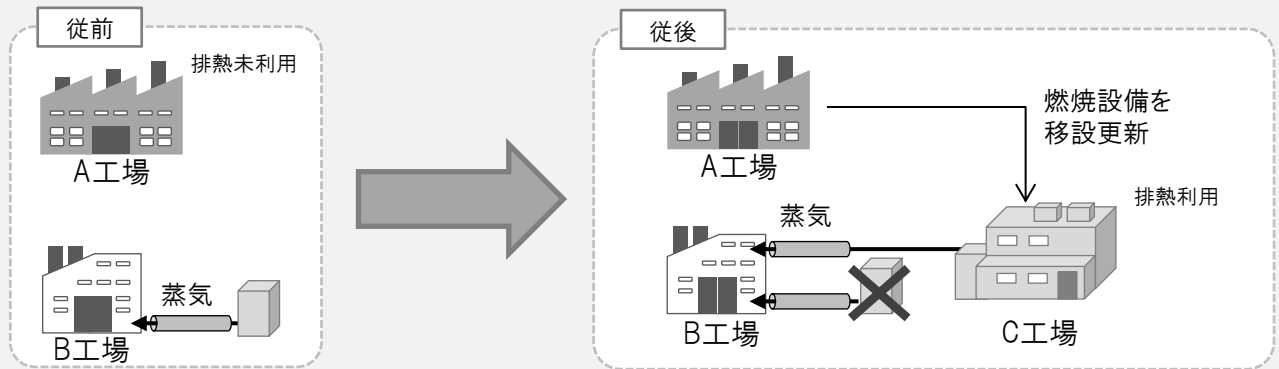 従前
排熱未利用
A工場
蒸気
B工場
従後
燃焼設備を
移設更新
A工場
排熱利用
蒸気
B工場
C工場